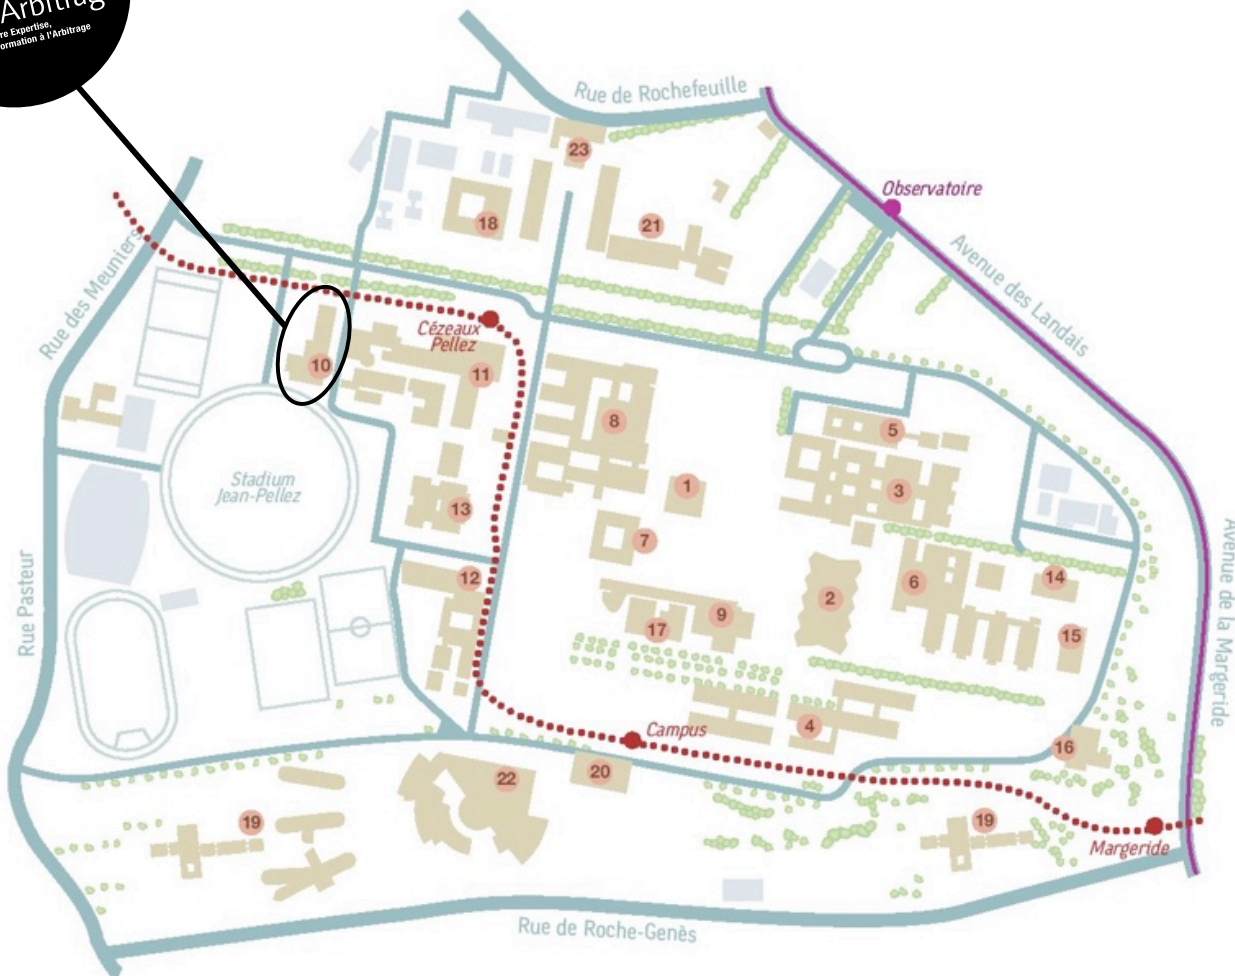 Arbitrag
re Expertise,
ormation à l'Arbitrage
Rue de Rochefeuille
23
Observatoire
18
21
Avenue des Landais
Rue des Meuniers
Cézeaux
Pellez
10
11
8
5
Stadium
Jean-Pellez
1
3
13
7
12
14
6
2
9
17
15
Rue Pasteur
Avenue de la Margeride
Campus
4
16
22
20
19
19
Margeride
Rue de Roche-Genès